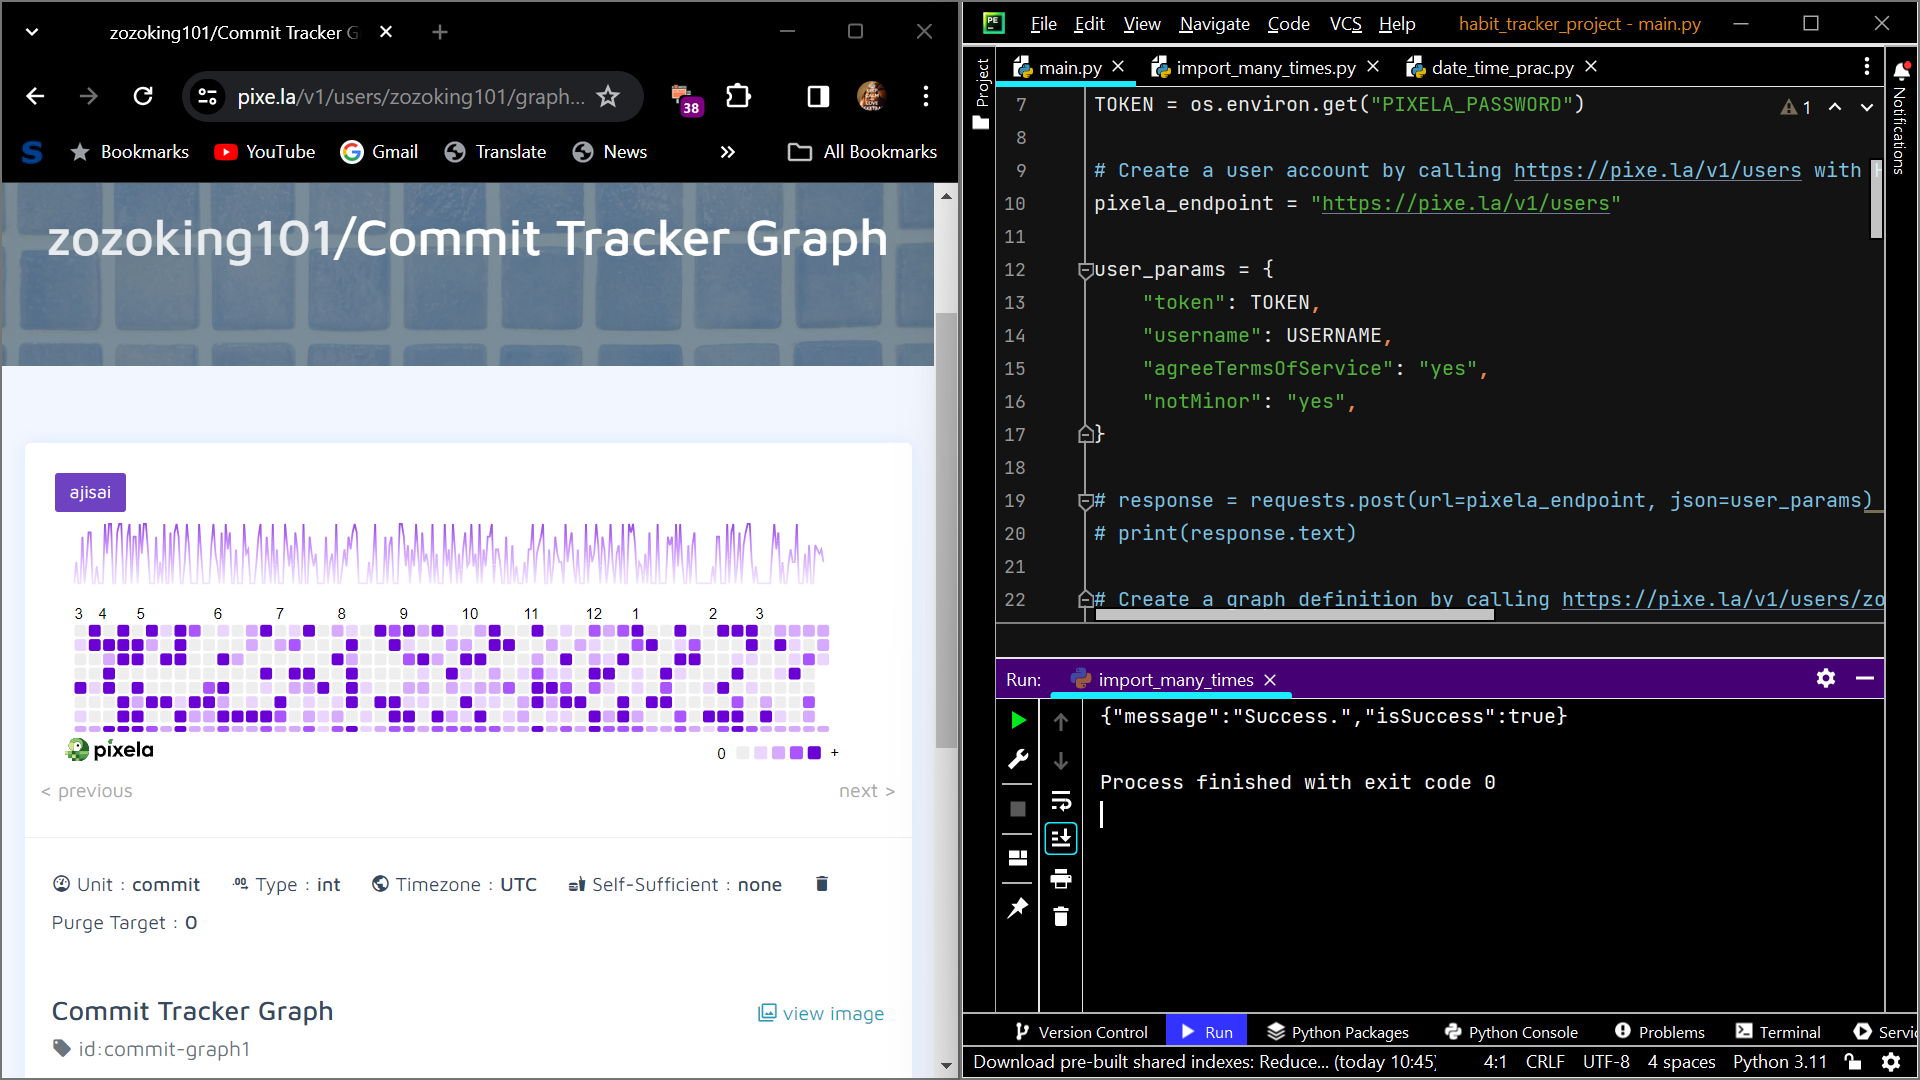 zozoking101/Commit Tracker G
pixe.la/v1/users/zozoking101/graph...
38
Bookmarks
YouTube
Gmail
Translate
News
All Bookmarks
zozoking101/Commit Tracker Graph
ajisai
3 4 5 6 7 8 9 10 11 12 1 2 3
pixela
0 +
< previous
next >
Unit : commit
Type : int
Timezone : UTC
Self-Sufficient : none
Purge Target : 0
Commit Tracker Graph
view image
id:commit-graph1
PE
File Edit View Navigate Code VCS Help
habit_tracker_project - main.py
Project
main.py
import_many_times.py
date_time_prac.py
Notifications
1
7 TOKEN = os.environ.get("PIXELA_PASSWORD")
8
9 # Create a user account by calling https://pixe.la/v1/users with H
10 pixela_endpoint = "https://pixe.la/v1/users"
11
12 user_params = {
13 "token": TOKEN,
14 "username": USERNAME,
15 "agreeTermsOfService": "yes",
16 "notMinor": "yes",
17 }
18
19 # response = requests.post(url=pixela_endpoint, json=user_params)
20 # print(response.text)
21
22 # Create a graph definition by calling https://pixe.la/v1/users/zo
Run: import_many_times
{"message":"Success.","isSuccess":true}
Process finished with exit code 0
Version Control
Run
Python Packages
Python Console
Problems
Terminal
Servi
Download pre-built shared indexes: Reduce... (today 10:45)
4:1 CRLF UTF-8 4 spaces Python 3.11